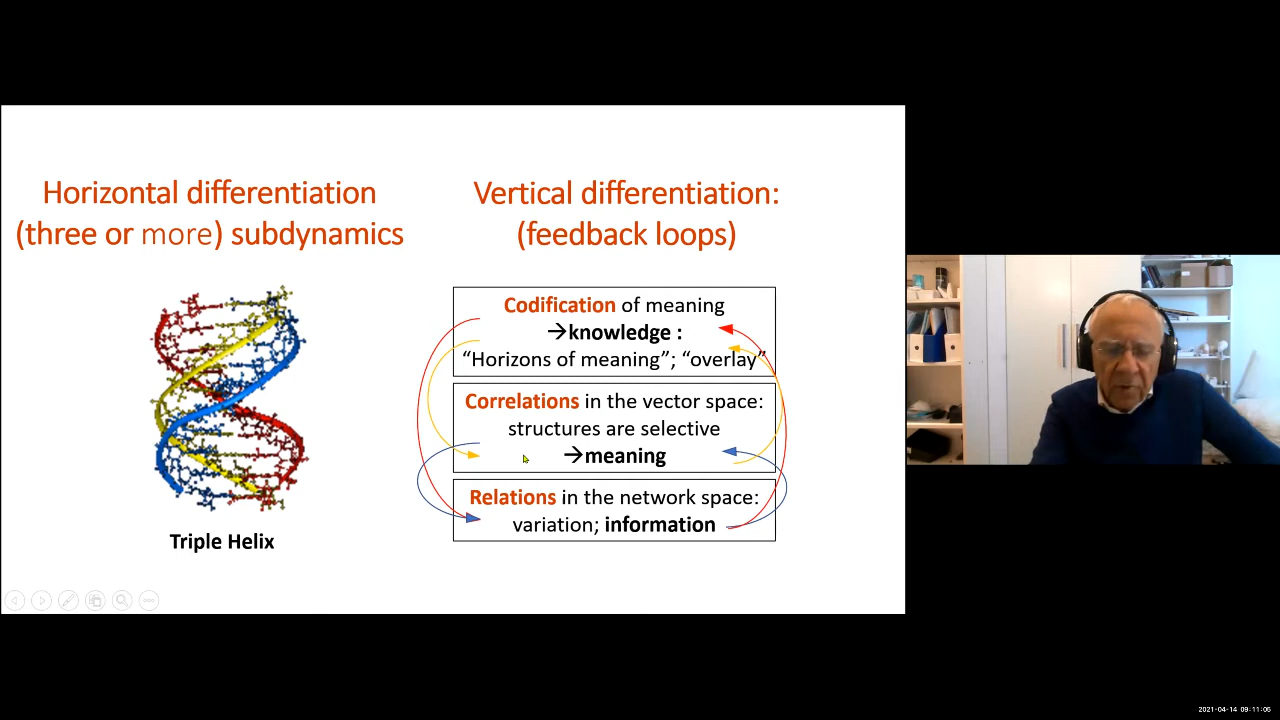 Horizontal differentiation
(three or more) subdynamics
Triple Helix
Vertical differentiation:
(feedback loops)
Codification of meaning
→knowledge :
“Horizons of meaning”; “overlay”
Correlations in the vector space:
structures are selective
→meaning
Relations in the network space:
variation; information
2021-04-14 09:11:06